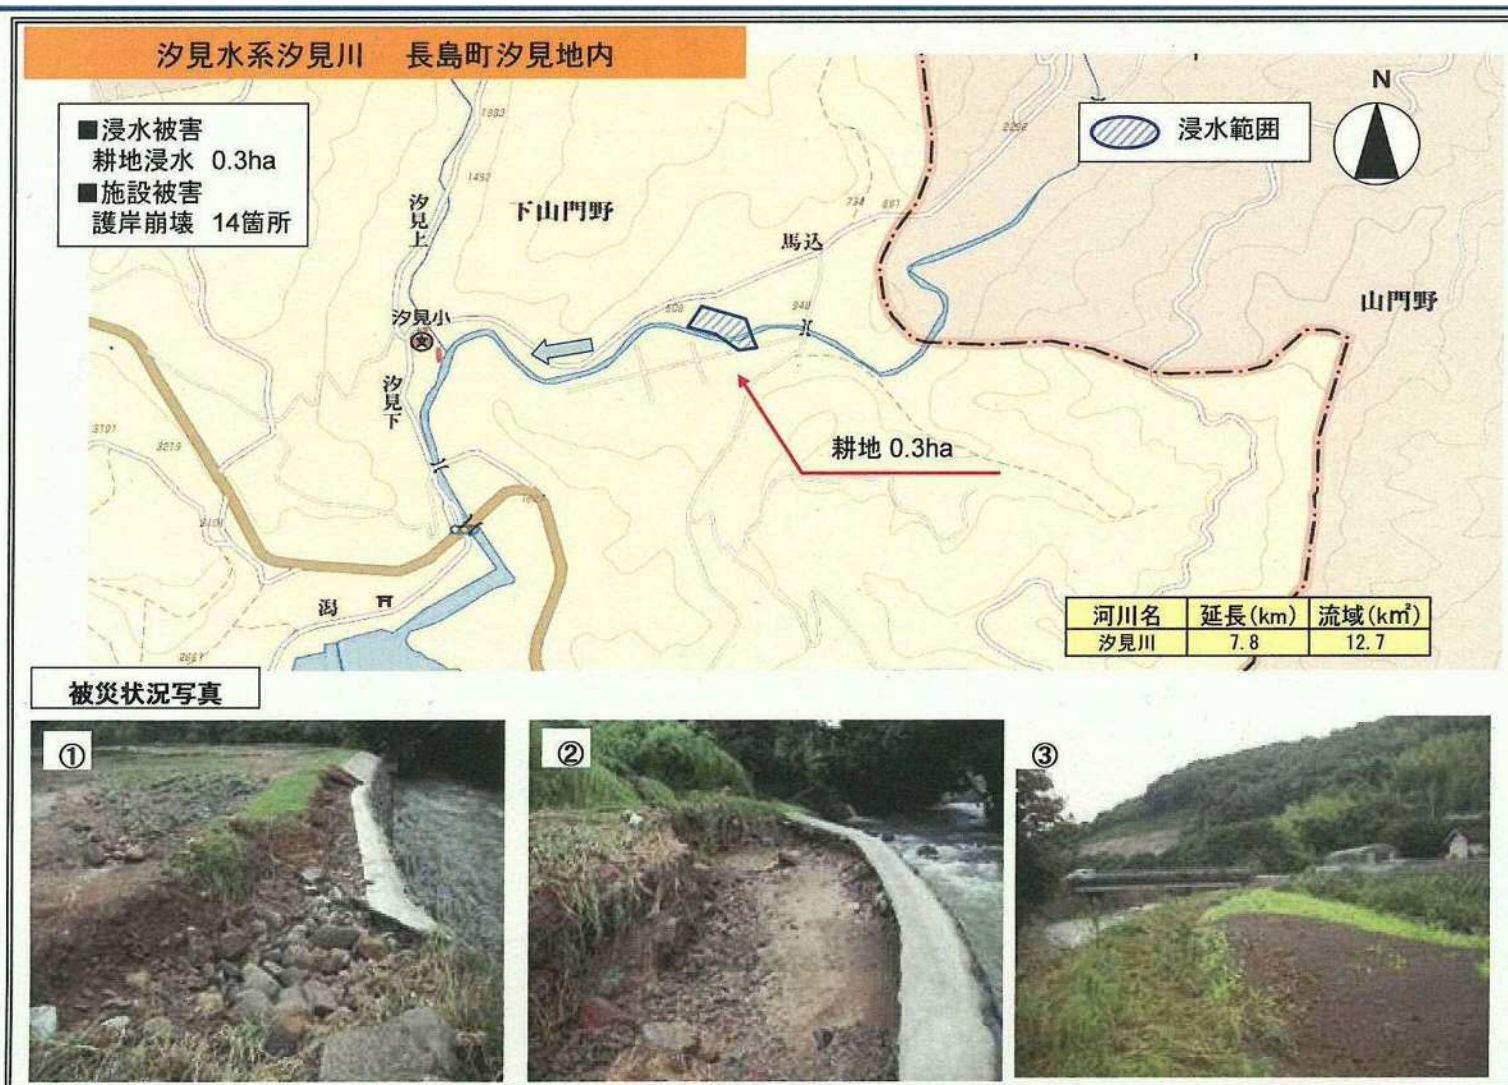 汐見水系汐見川　長島町汐見地内
■浸水被害
耕地浸水 0.3ha
■施設被害
護岸崩壊 14箇所
浸水範囲
N
1492
汐見上
下山門野
馬込
山門野
汐見小
文
汐見下
耕地 0.3ha
3219
潟
河川名 延長(km) 流域(km²)
汐見川 7.8 12.7
被災状況写真
①
②
③